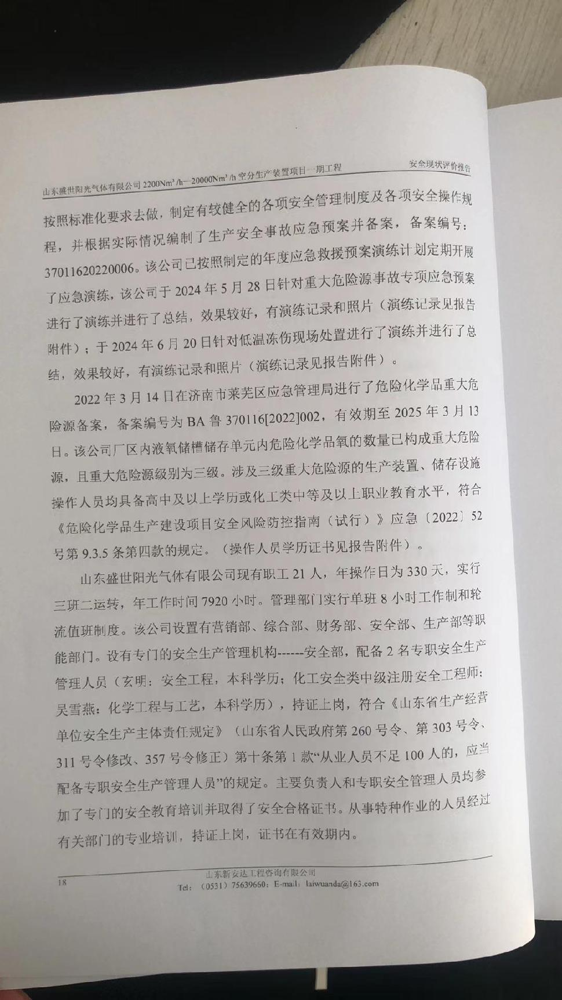 山东盛世阳光气体有限公司 2200Nm³/h—20000Nm³/h 空分生产装置项目一期工程 安全现状评价报告
按照标准化要求去做，制定有较健全的各项安全管理制度及各项安全操作规
程，并根据实际情况编制了生产安全事故应急预案并备案，备案编号：
37011620220006。该公司已按照制定的年度应急救援预案演练计划定期开展
了应急演练，该公司于 2024 年 5 月 28 日针对重大危险源事故专项应急预案
进行了演练并进行了总结，效果较好，有演练记录和照片（演练记录见报告
附件）；于 2024 年 6 月 20 日针对低温冻伤现场处置进行了演练并进行了总
结，效果较好，有演练记录和照片（演练记录见报告附件）。
2022 年 3 月 14 日在济南市莱芜区应急管理局进行了危险化学品重大危
险源备案，备案编号为 BA 鲁 370116[2022]002，有效期至 2025 年 3 月 13
日。该公司厂区内液氧储槽储存单元内危险化学品氧的数量已构成重大危险
源，且重大危险源级别为三级。涉及三级重大危险源的生产装置、储存设施
操作人员均具备高中及以上学历或化工类中等及以上职业教育水平，符合
《危险化学品生产建设项目安全风险防控指南（试行）》应急〔2022〕52
号第 9.3.5 条第四款的规定。（操作人员学历证书见报告附件）。
山东盛世阳光气体有限公司现有职工 21 人，年操作日为 330 天，实行
三班二运转，年工作时间 7920 小时。管理部门实行单班 8 小时工作制和轮
流值班制度。该公司设置有营销部、综合部、财务部、安全部、生产部等职
能部门。设有专门的安全生产管理机构------安全部，配备 2 名专职安全生产
管理人员（玄明：安全工程，本科学历；化工安全类中级注册安全工程师；
吴雪燕：化学工程与工艺，本科学历），持证上岗，符合《山东省生产经营
单位安全生产主体责任规定》（山东省人民政府第 260 号令、第 303 号令、
311 号令修改、357 号令修正）第十条第 1 款“从业人员不足 100 人的，应当
配备专职安全生产管理人员”的规定。主要负责人和专职安全管理人员均参
加了专门的安全教育培训并取得了安全合格证书。从事特种作业的人员经过
有关部门的专业培训，持证上岗，证书在有效期内。
山东新安达工程咨询有限公司
18
Tel：（0531）75639660；E-mail：laiwuanda@163.com